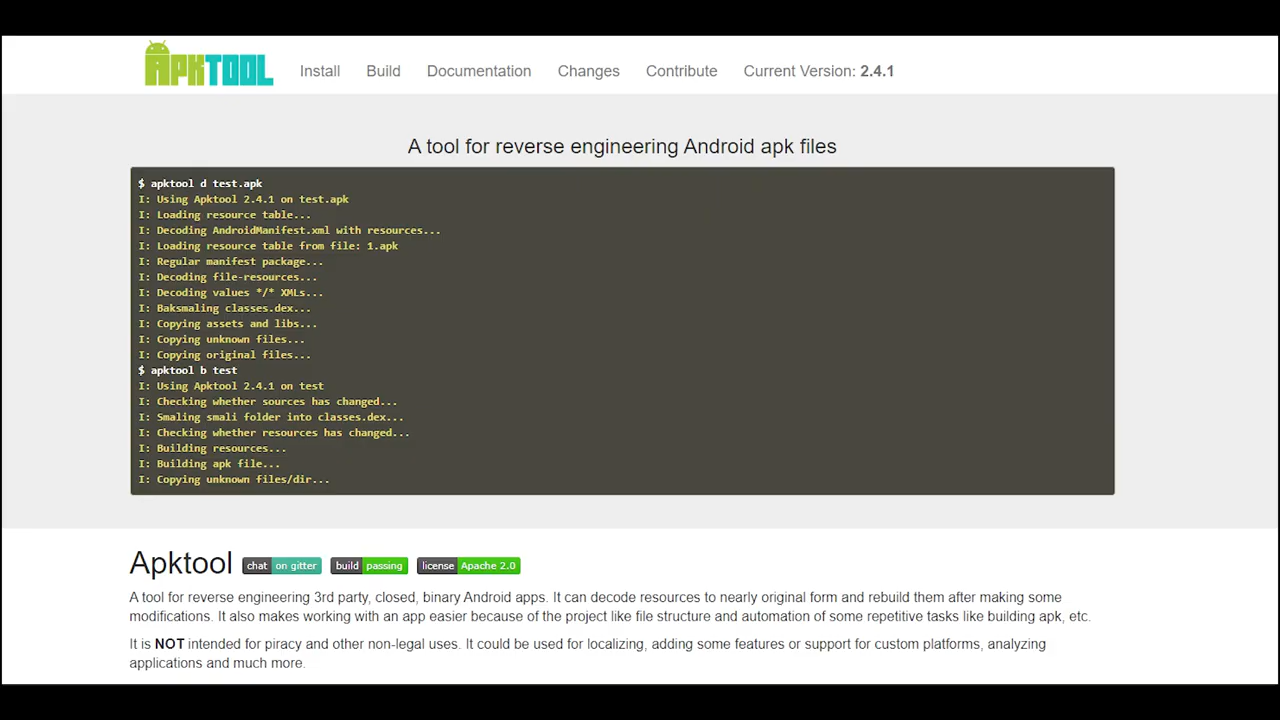 APKTOOL Install Build Documentation Changes Contribute Current Version: 2.4.1
A tool for reverse engineering Android apk files
$ apktool d test.apk
I: Using Apktool 2.4.1 on test.apk
I: Loading resource table...
I: Decoding AndroidManifest.xml with resources...
I: Loading resource table from file: 1.apk
I: Regular manifest package...
I: Decoding file-resources...
I: Decoding values */* XMLs...
I: Baksmaling classes.dex...
I: Copying assets and libs...
I: Copying unknown files...
I: Copying original files...
$ apktool b test
I: Using Apktool 2.4.1 on test
I: Checking whether sources has changed...
I: Smaling smali folder into classes.dex...
I: Checking whether resources has changed...
I: Building resources...
I: Building apk file...
I: Copying unknown files/dir...
Apktool chat on gitter build passing license Apache 2.0
A tool for reverse engineering 3rd party, closed, binary Android apps. It can decode resources to nearly original form and rebuild them after making some
modifications. It also makes working with an app easier because of the project like file structure and automation of some repetitive tasks like building apk, etc.
It is NOT intended for piracy and other non-legal uses. It could be used for localizing, adding some features or support for custom platforms, analyzing
applications and much more.